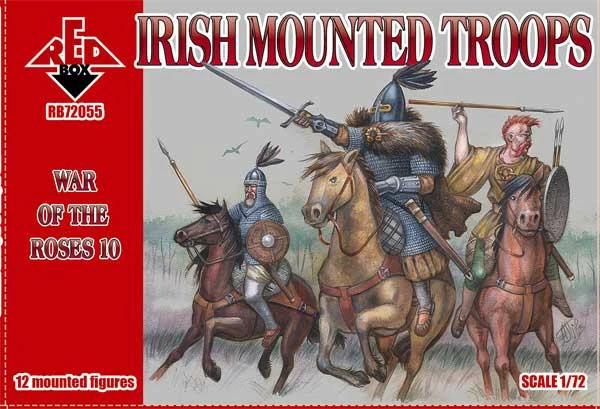 RED
BOX
RB72055
IRISH MOUNTED TROOPS
WAR
OF THE
ROSES 10
12 mounted figures
SCALE 1/72